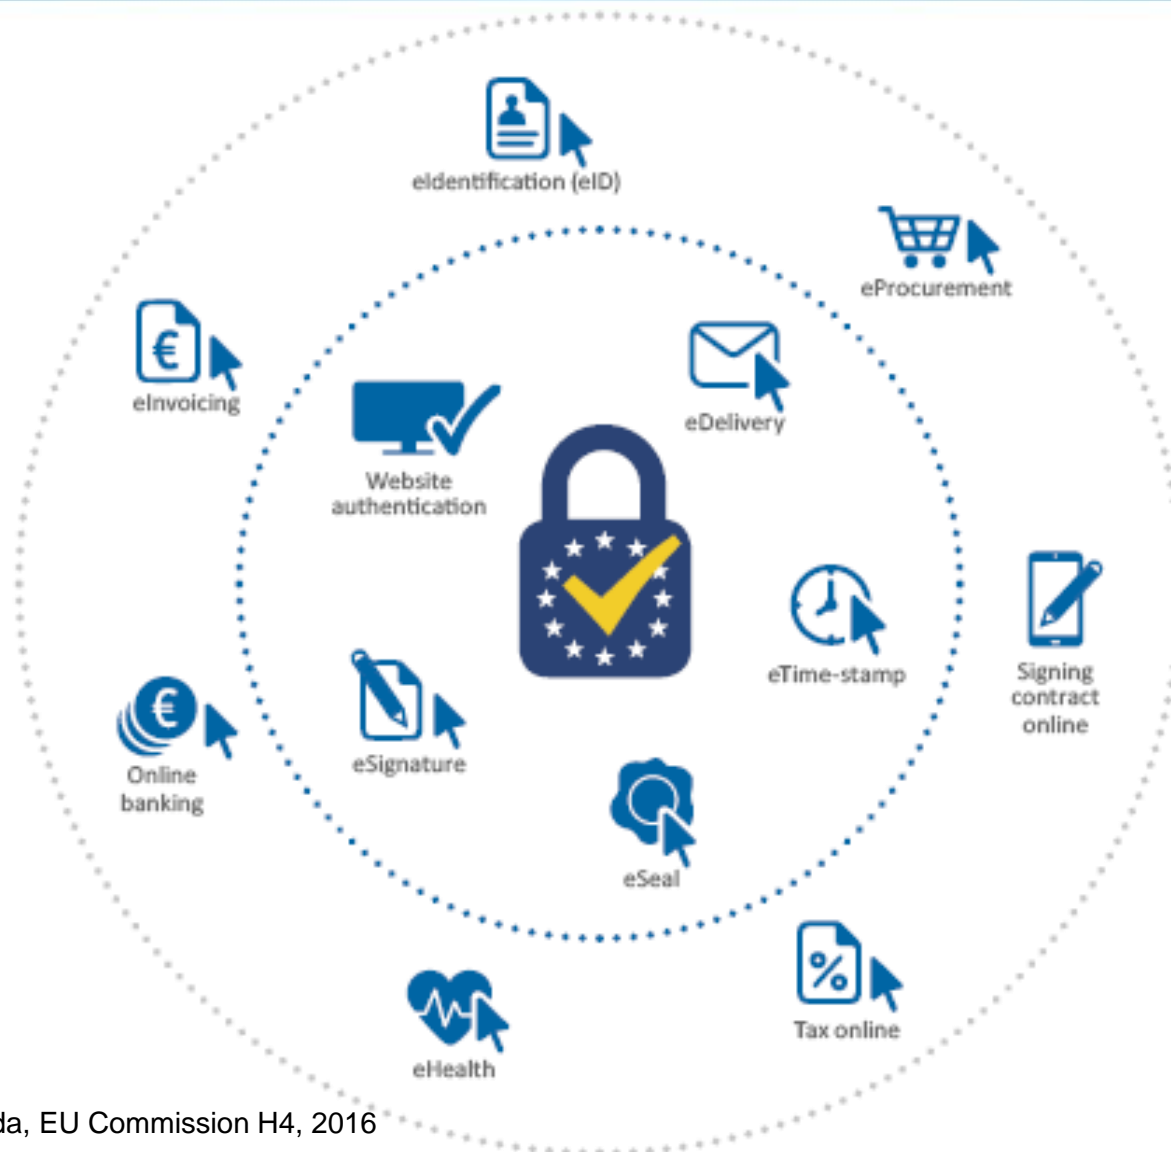 eIdentification (eID)
eProcurement
eInvoicing
eDelivery
Website
authentication
eTime-stamp
Signing
contract
online
eSignature
Online
banking
eSeal
Tax online
eHealth
da, EU Commission H4, 2016